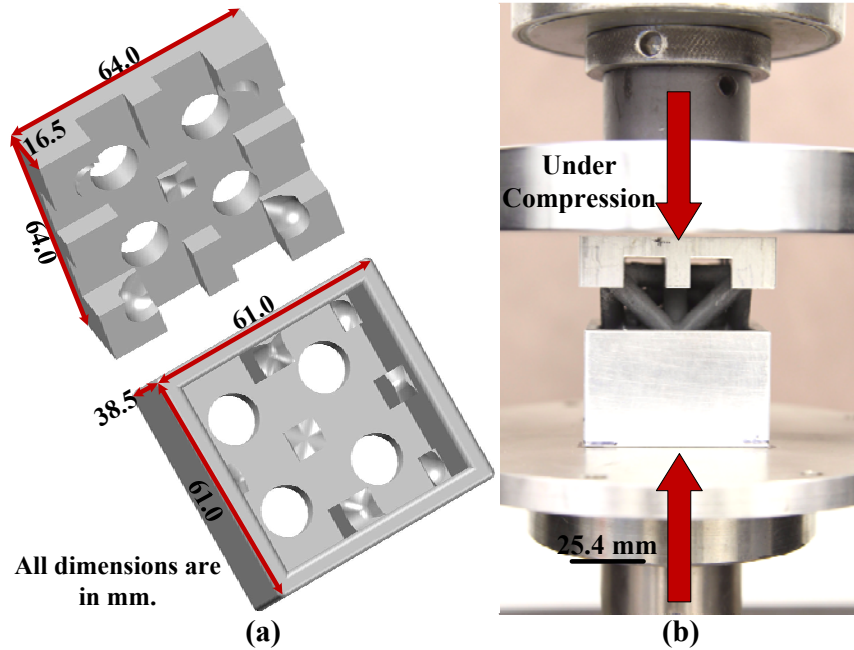 64.0
16.5
64.0
61.0
38.5
61.0
All dimensions are
in mm.
(a)
Under
Compression
25.4 mm
(b)